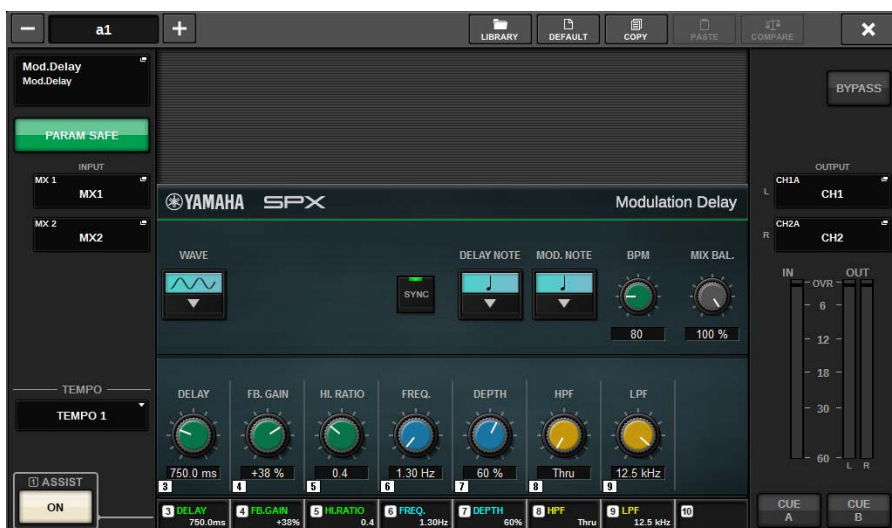 a1
LIBRARY
DEFAULT
COPY
PASTE
COMPARE
Mod.Delay
Mod.Delay
PARAM SAFE
INPUT
MX 1
MX1
MX 2
MX2
TEMPO
TEMPO 1
1 ASSIST
ON
YAMAHA SPX
Modulation Delay
WAVE
SYNC
DELAY NOTE
MOD. NOTE
BPM
MIX BAL.
80
100 %
DELAY
FB. GAIN
HI. RATIO
FREQ.
DEPTH
HPF
LPF
750.0 ms
+38 %
0.4
1.30 Hz
60 %
Thru
12.5 kHz
3
4
5
6
7
8
9
3 DELAY 750.0ms
4 FB.GAIN +38%
5 HI.RATIO 0.4
6 FREQ. 1.30Hz
7 DEPTH 60%
8 HPF Thru
9 LPF 12.5 kHz
10
BYPASS
OUTPUT
L
CH1A
CH1
R
CH2A
CH2
IN
OUT
OVR
6
12
18
30
60
L R
CUE A
CUE B